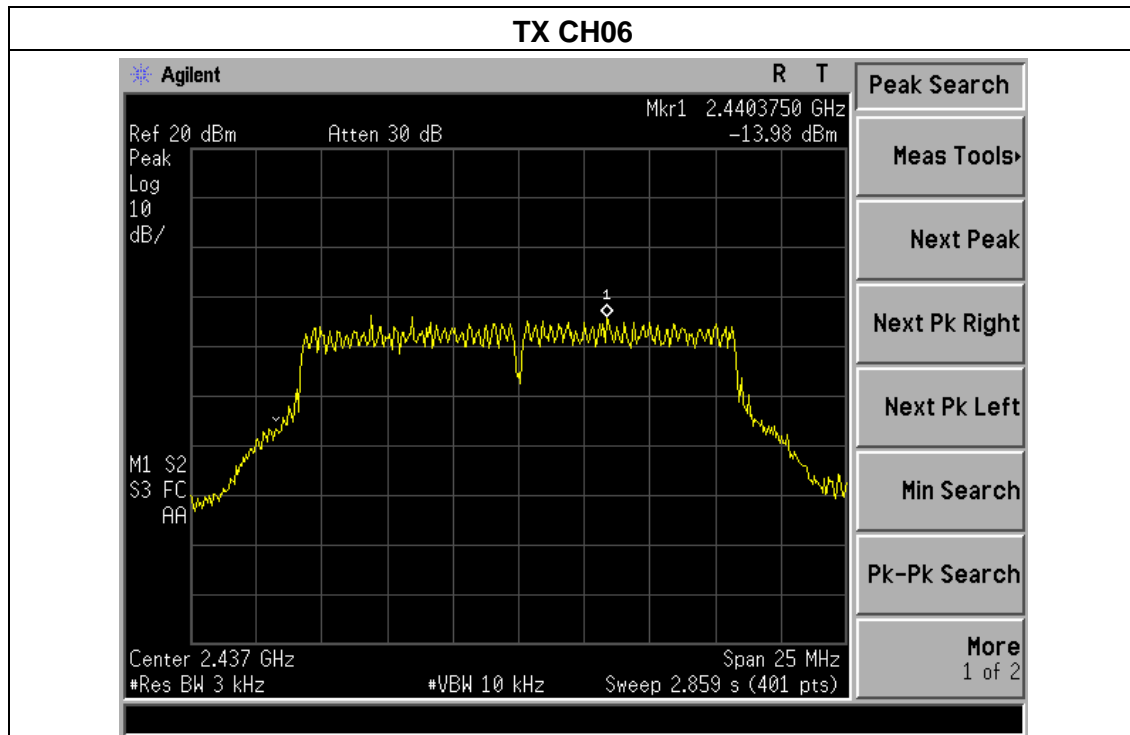 TX CH06
Agilent
R T
Mkr1 2.4403750 GHz
Ref 20 dBm Atten 30 dB −13.98 dBm
Peak
Log
10
dB/
1
M1 S2
S3 FC
AA
Center 2.437 GHz Span 25 MHz
#Res BW 3 kHz #VBW 10 kHz Sweep 2.859 s (401 pts)
Peak Search
Meas Tools
Next Peak
Next Pk Right
Next Pk Left
Min Search
Pk-Pk Search
More
1 of 2